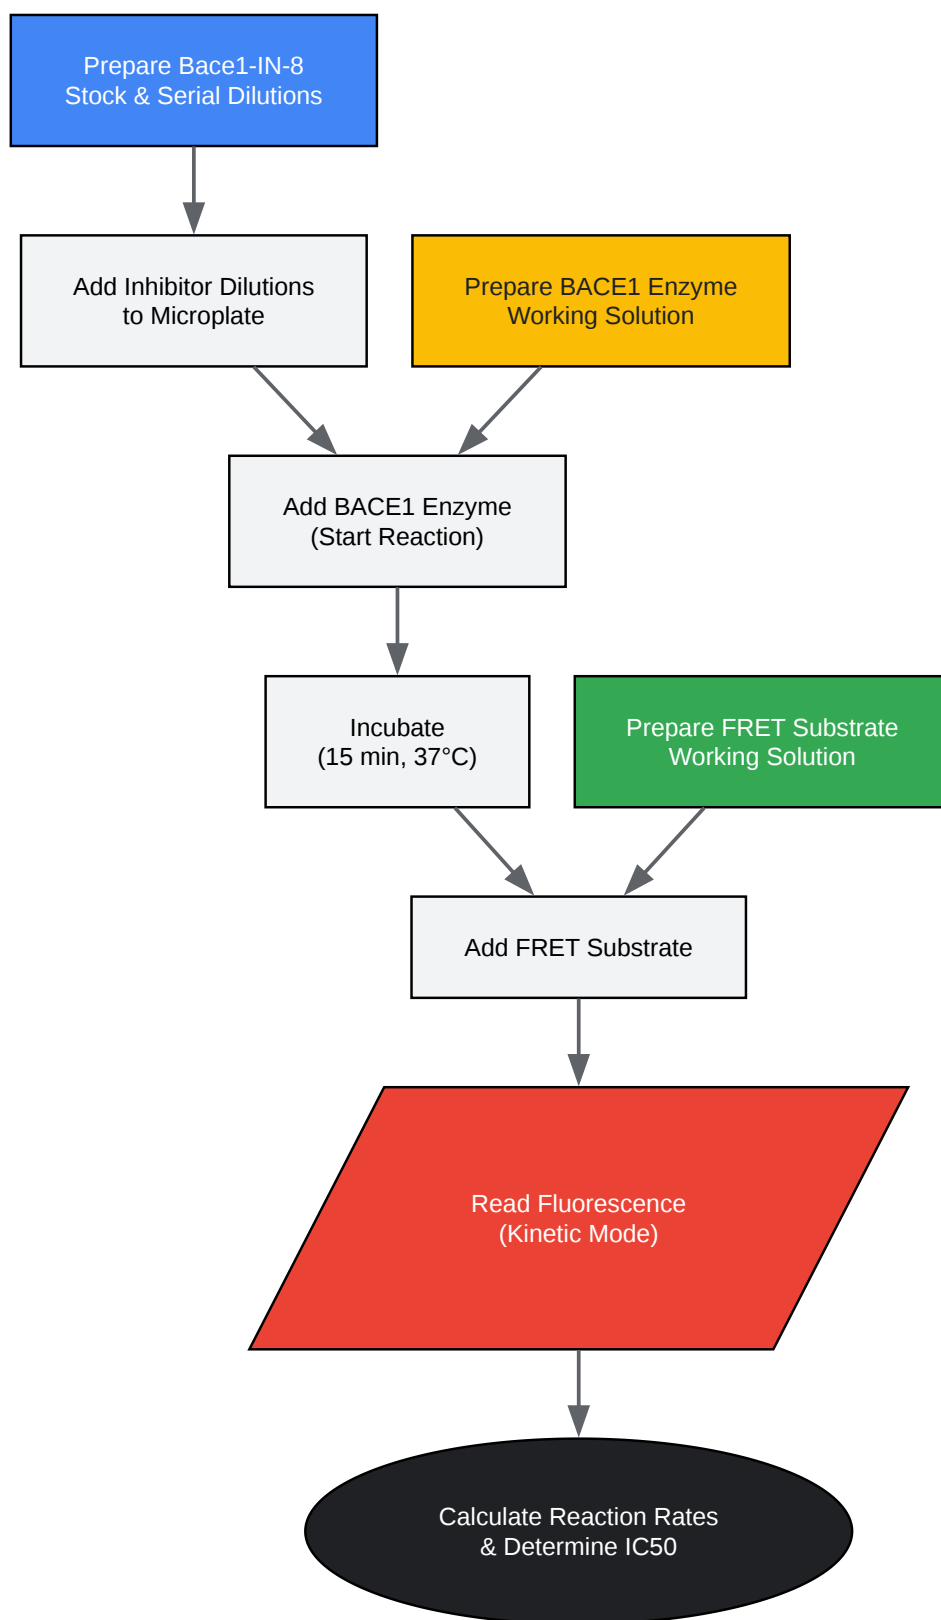 Prepare Bace1-IN-8
Stock & Serial Dilutions
Add Inhibitor Dilutions
to Microplate
Prepare BACE1 Enzyme
Working Solution
Add BACE1 Enzyme
(Start Reaction)
Incubate
(15 min, 37°C)
Prepare FRET Substrate
Working Solution
Add FRET Substrate
Read Fluorescence
(Kinetic Mode)
Calculate Reaction Rates
& Determine IC50